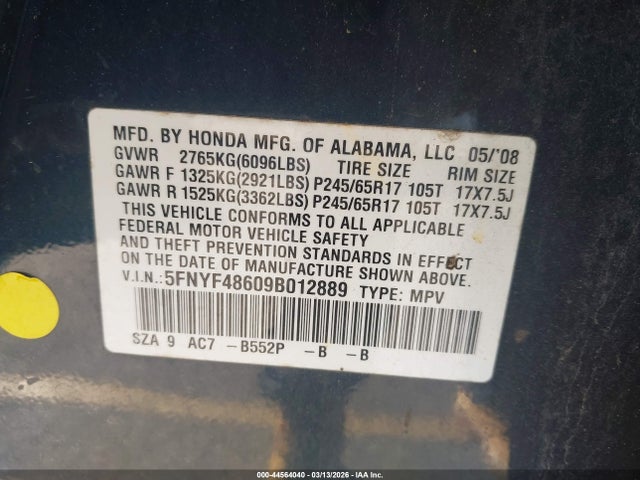 MFD. BY HONDA MFG. OF ALABAMA, LLC 05/'08
GVWR 2765KG(6096LBS) TIRE SIZE RIM SIZE
GAWR F 1325KG(2921LBS) P245/65R17 105T 17X7.5J
GAWR R 1525KG(3362LBS) P245/65R17 105T 17X7.5J
THIS VEHICLE CONFORMS TO ALL APPLICABLE
FEDERAL MOTOR VEHICLE SAFETY
AND THEFT PREVENTION STANDARDS IN EFFECT
ON THE DATE OF MANUFACTURE SHOWN ABOVE.
V.I.N.: 5FNYF48609B012889 TYPE: MPV
SZA 9 AC7 -B552P -B -B
000-44564040 - 03/13/2026 - IAA Inc.